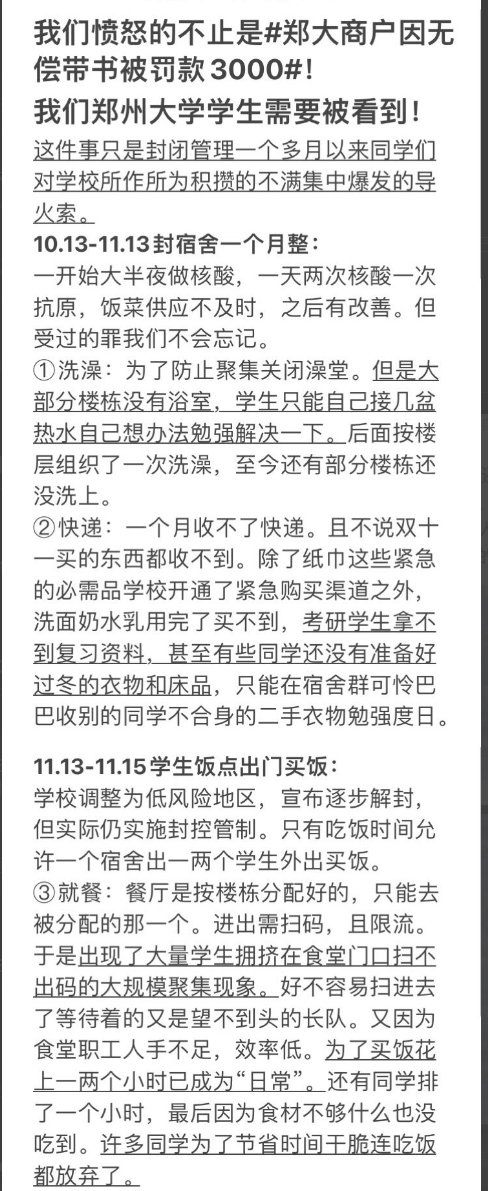 我们愤怒的不止是#郑大商户因无
偿带书被罚款3000#！
我们郑州大学学生需要被看到！
这件事只是封闭管理一个多月以来同学们
对学校所作所为积攒的不满集中爆发的导
火索。
10.13-11.13封宿舍一个月整：
一开始大半夜做核酸，一天两次核酸一次
抗原，饭菜供应不及时，之后有改善。但
受过的罪我们不会忘记。
①洗澡：为了防止聚集关闭澡堂。但是大
部分楼栋没有浴室，学生只能自己接几盆
热水自己想办法勉强解决一下。后面按楼
层组织了一次洗澡，至今还有部分楼栋还
没洗上。
②快递：一个月收不了快递。且不说双十
一买的东西都收不到。除了纸巾这些紧急
的必需品学校开通了紧急购买渠道之外，
洗面奶水乳用完了买不到，考研学生拿不
到复习资料，甚至有些同学还没有准备好
过冬的衣物和床品，只能在宿舍群可怜巴
巴收别的同学不合身的二手衣物勉强度日。
11.13-11.15学生饭点出门买饭：
学校调整为低风险地区，宣布逐步解封，
但实际仍实施封控管制。只有吃饭时间允
许一个宿舍出一两个学生外出买饭。
③就餐：餐厅是按楼栋分配好的，只能去
被分配的那一个。进出需扫码，且限流。
于是出现了大量学生拥挤在食堂门口扫不
出码的大规模聚集现象。好不容易扫进去
了等待着的又是望不到头的长队。又因为
食堂职工人手不足，效率低。为了买饭花
上一两个小时已成为“日常”。还有同学排
了一个小时，最后因为食材不够什么也没
吃到。许多同学为了节省时间干脆连吃饭
都放弃了。